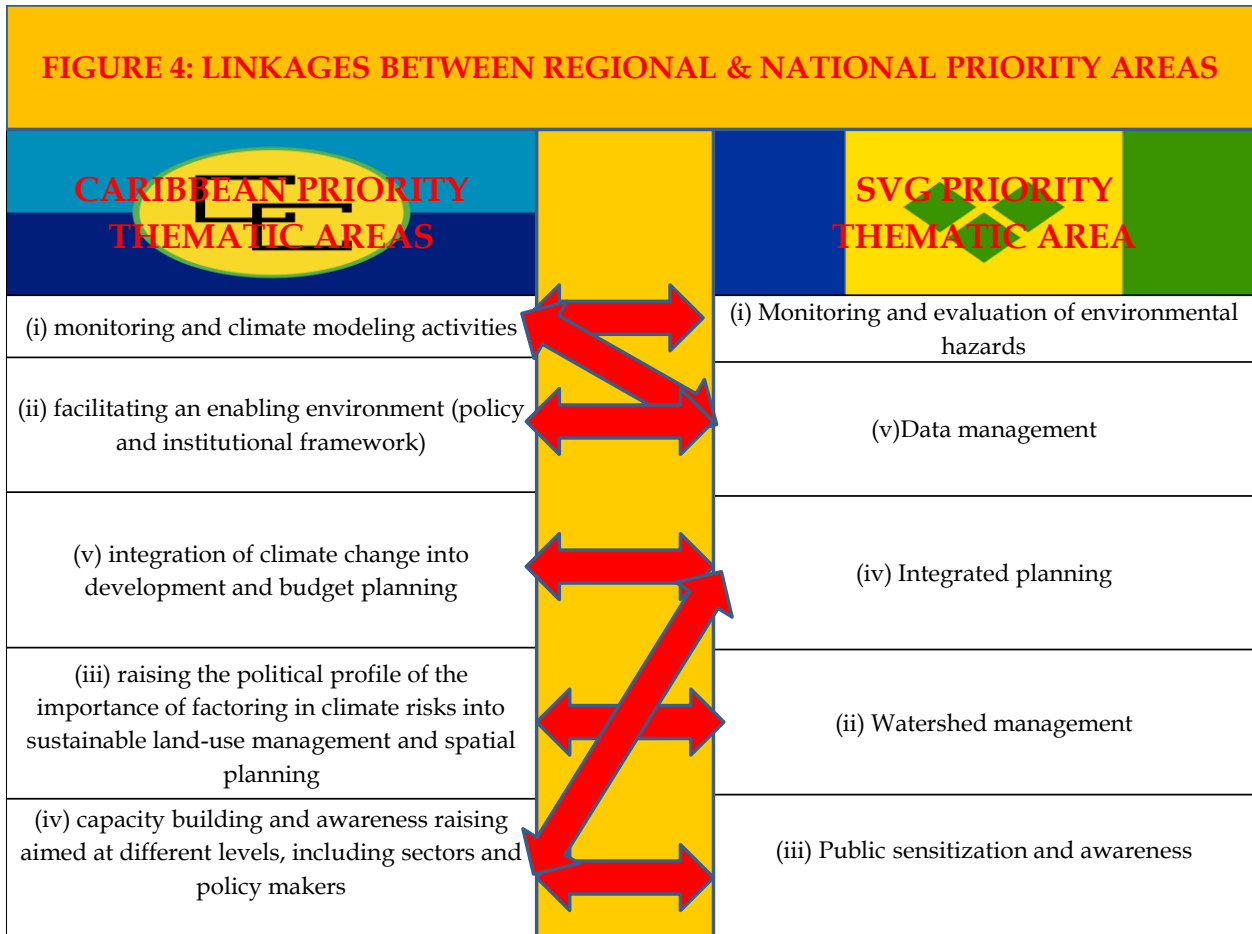 FIGURE 4: LINKAGES BETWEEN REGIONAL & NATIONAL PRIORITY AREAS
CARIBBEAN PRIORITY
THEMATIC AREAS
CC
SVG PRIORITY
THEMATIC AREA
(i) monitoring and climate modeling activities
(i) Monitoring and evaluation of environmental
hazards
(ii) facilitating an enabling environment (policy
and institutional framework)
(v)Data management
(v) integration of climate change into
development and budget planning
(iv) Integrated planning
(iii) raising the political profile of the
importance of factoring in climate risks into
sustainable land-use management and spatial
planning
(ii) Watershed management
(iv) capacity building and awareness raising
aimed at different levels, including sectors and
policy makers
(iii) Public sensitization and awareness